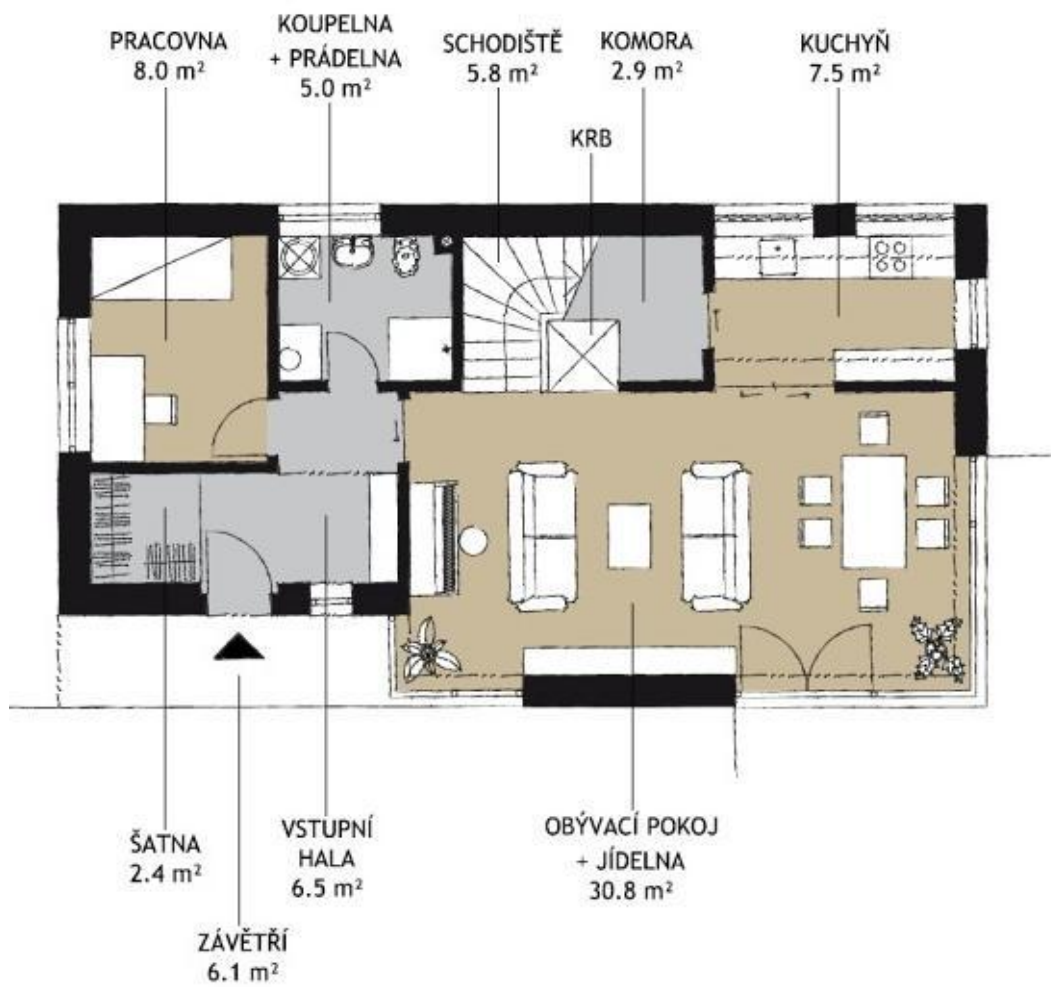 PRACOVNA
8.0 m²
KOUPELNA
+ PRÁDELNA
5.0 m²
SCHODIŠTĚ
5.8 m²
KOMORA
2.9 m²
KUCHYŇ
7.5 m²
KRB
ŠATNA
2.4 m²
VSTUPNÍ
HALA
6.5 m²
OBÝVACÍ POKOJ
+ JÍDELNA
30.8 m²
ZÁVĚTŘÍ
6.1 m²